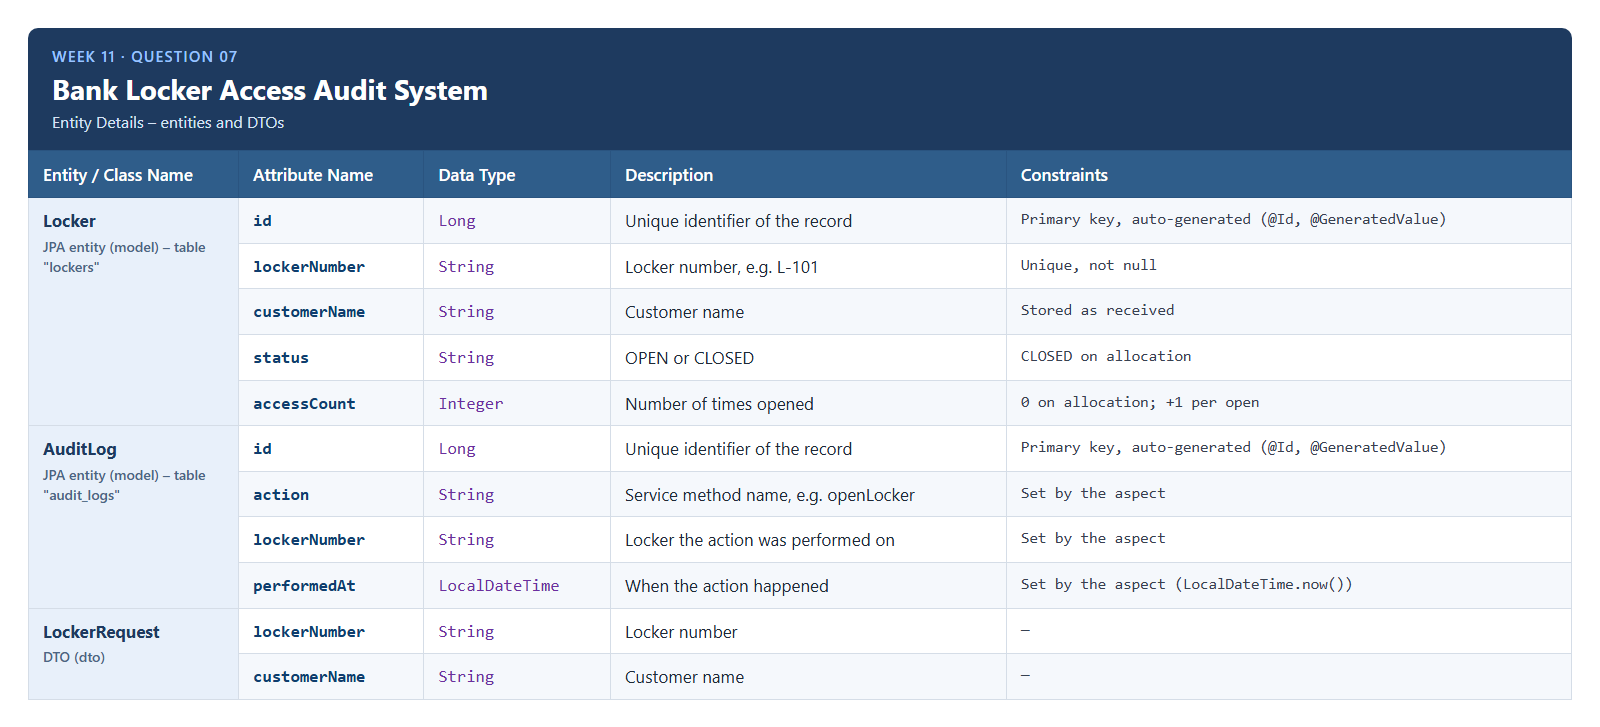 WEEK 11 · QUESTION 07
Bank Locker Access Audit System
Entity Details – entities and DTOs
Entity / Class Name Attribute Name Data Type Description Constraints
Locker id Long Unique identifier of the record Primary key, auto-generated (@Id, @GeneratedValue)
JPA entity (model) – table
"lockers"
lockerNumber String Locker number, e.g. L-101 Unique, not null
customerName String Customer name Stored as received
status String OPEN or CLOSED CLOSED on allocation
accessCount Integer Number of times opened 0 on allocation; +1 per open
AuditLog id Long Unique identifier of the record Primary key, auto-generated (@Id, @GeneratedValue)
JPA entity (model) – table
"audit_logs"
action String Service method name, e.g. openLocker Set by the aspect
lockerNumber String Locker the action was performed on Set by the aspect
performedAt LocalDateTime When the action happened Set by the aspect (LocalDateTime.now())
LockerRequest lockerNumber String Locker number –
DTO (dto)
customerName String Customer name –